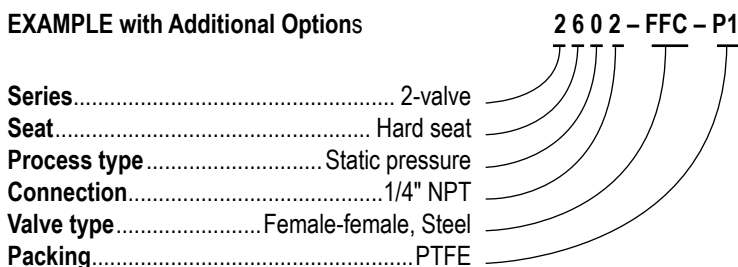 EXAMPLE with Additional Options 2 6 0 2 – FFC – P1
Series................................................ 2-valve
Seat............................................... Hard seat
Process type.......................... Static pressure
Connection......................................1/4" NPT
Valve type......................Female-female, Steel
Packing................................................PTFE